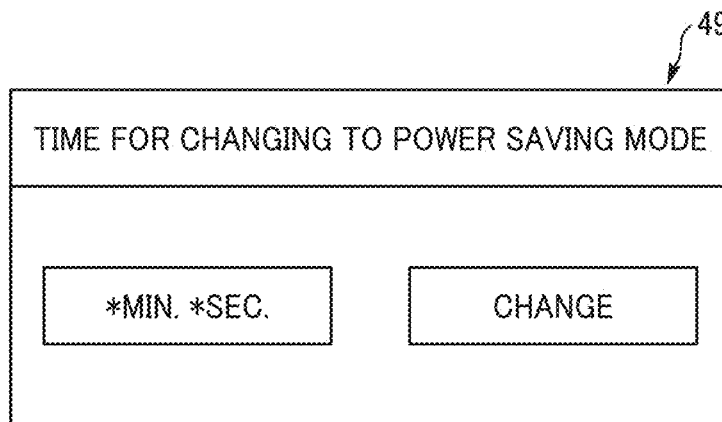 49
TIME FOR CHANGING TO POWER SAVING MODE
*MIN. *SEC.
CHANGE